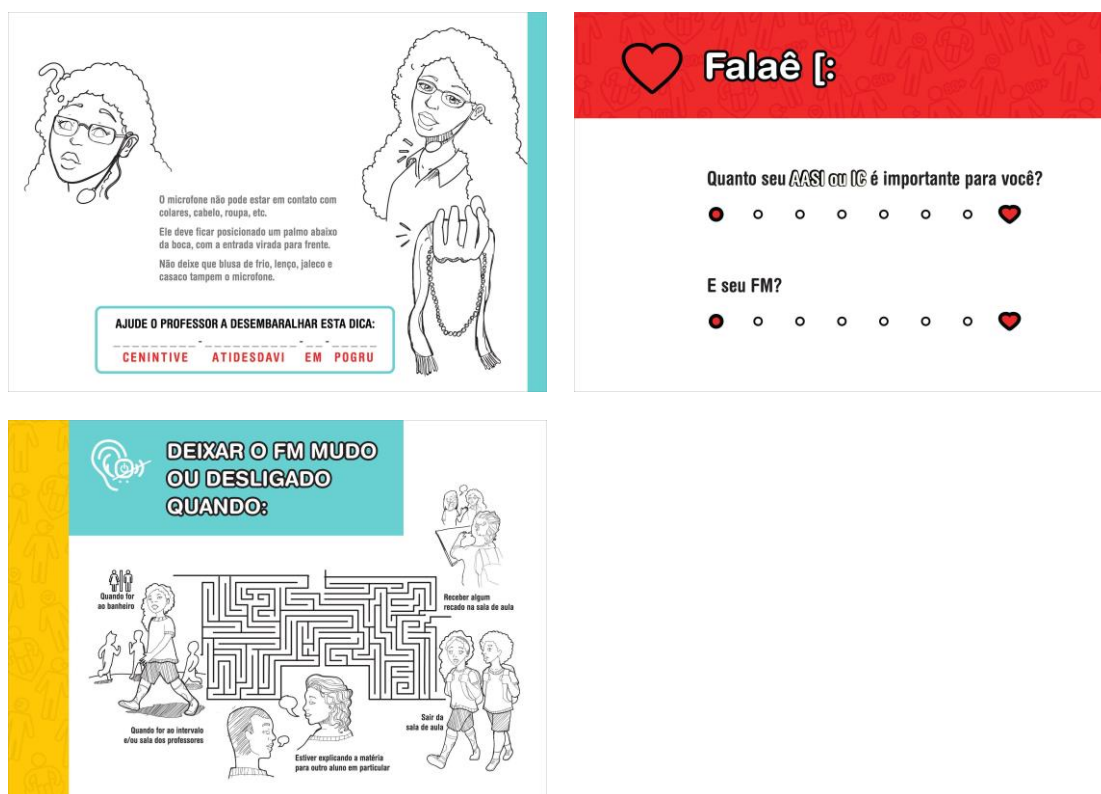 ?
O microfone não pode estar em contato com
colares, cabelo, roupa, etc.
Ele deve ficar posicionado um palmo abaixo
da boca, com a entrada virada para frente.
Não deixe que blusa de frio, lenço, jaleco e
casaco tampem o microfone.
AJUDE O PROFESSOR A DESEMBARALHAR ESTA DICA:
_ _ _ _ _ _ _ _ _ - _ _ _ _ _ _ _ _ _ _ - _ _ - _ _ _ _ _
CENINTIVE ATIDESDAVI EM POGRU
Falaê [:
Quanto seu AASI ou IC é importante para você?
E seu FM?
DEIXAR O FM MUDO
OU DESLIGADO
QUANDO:
Quando for
ao banheiro
Receber algum
recado na sala de aula
Quando for ao intervalo
e/ou sala dos professores
Estiver explicando a matéria
para outro aluno em particular
Sair da
sala de aula